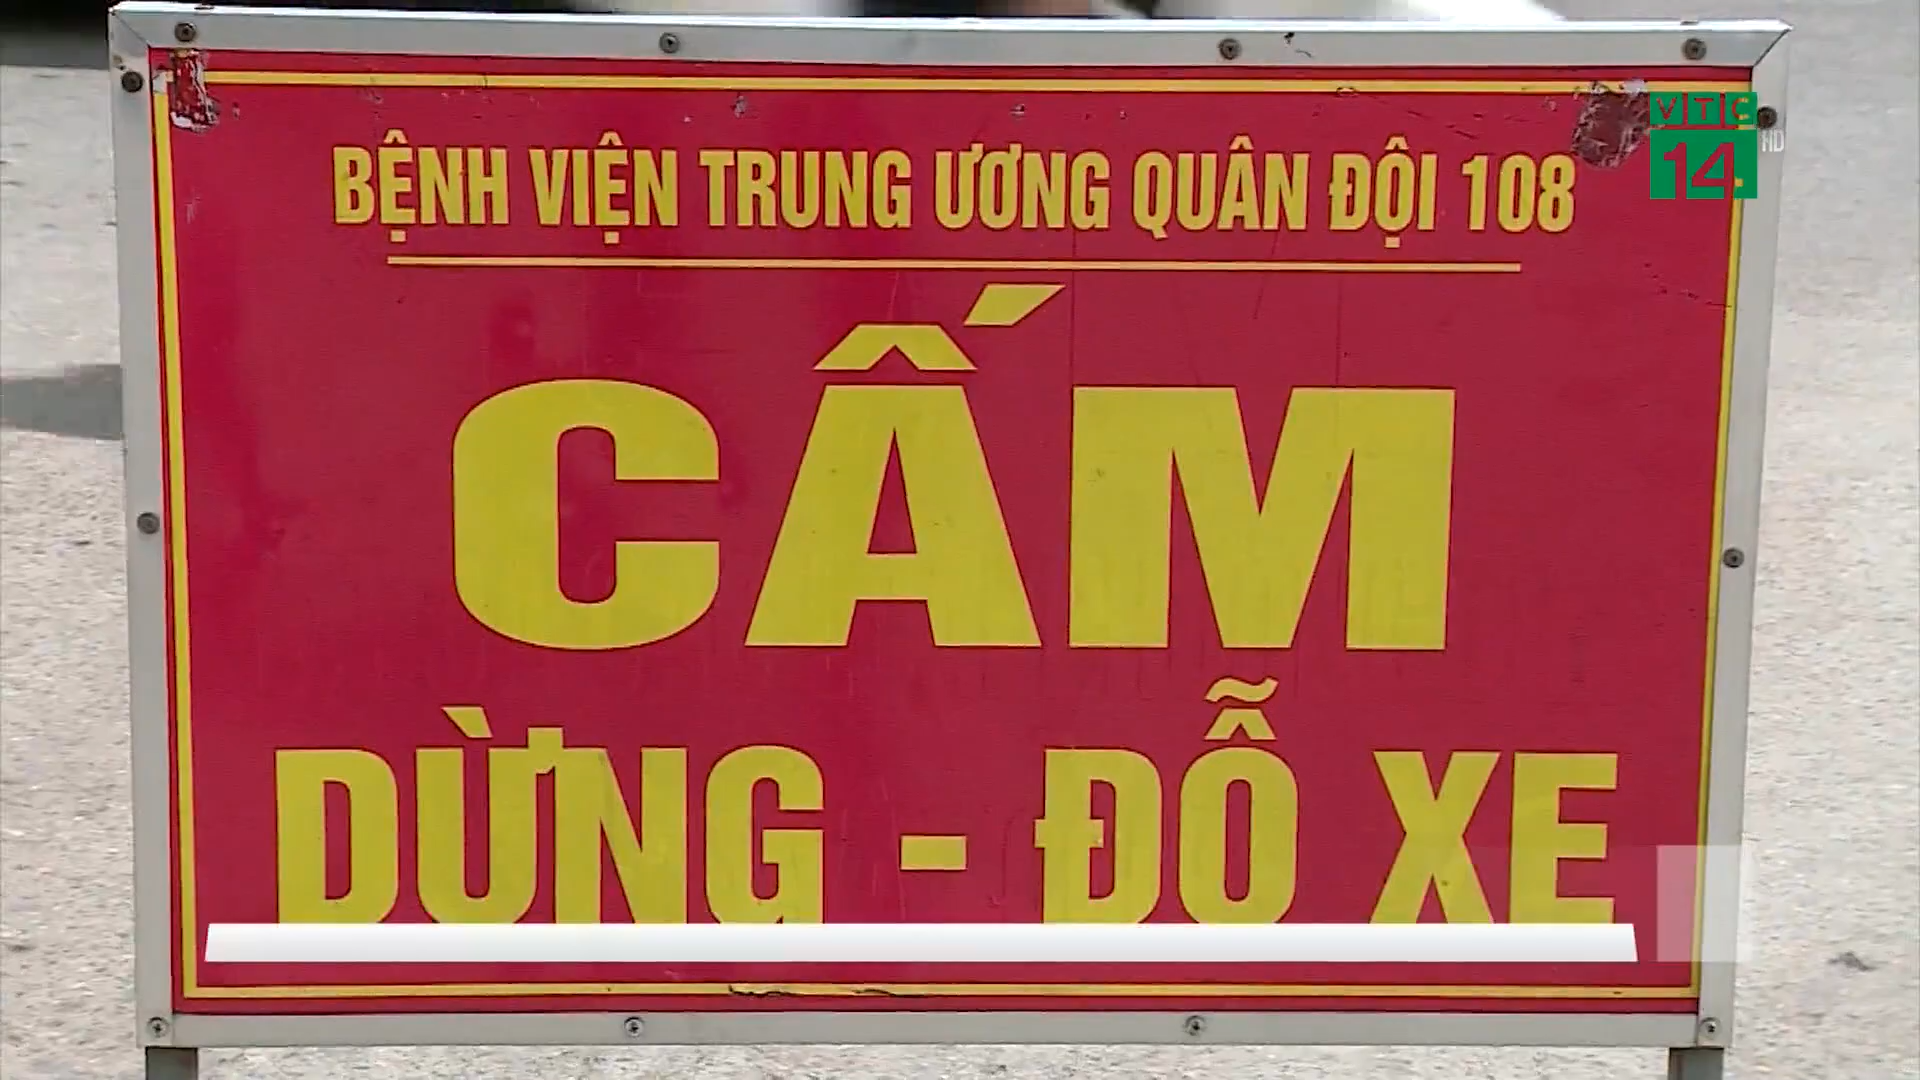 BỆNH VIỆN TRUNG ƯƠNG QUÂN ĐỘI 108
VTC
14
HD
CẤM
DỪNG - ĐỖ XE